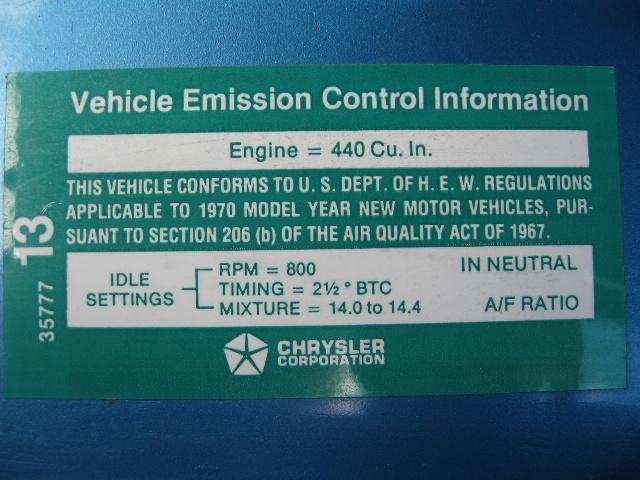 Vehicle Emission Control Information
Engine = 440 Cu. In.
THIS VEHICLE CONFORMS TO U. S. DEPT. OF H. E. W. REGULATIONS
APPLICABLE TO 1970 MODEL YEAR NEW MOTOR VEHICLES, PUR-
SUANT TO SECTION 206 (b) OF THE AIR QUALITY ACT OF 1967.
IDLE SETTINGS
RPM = 800 IN NEUTRAL
TIMING = 2½° BTC
MIXTURE = 14.0 to 14.4 A/F RATIO
CHRYSLER
CORPORATION
35777 13